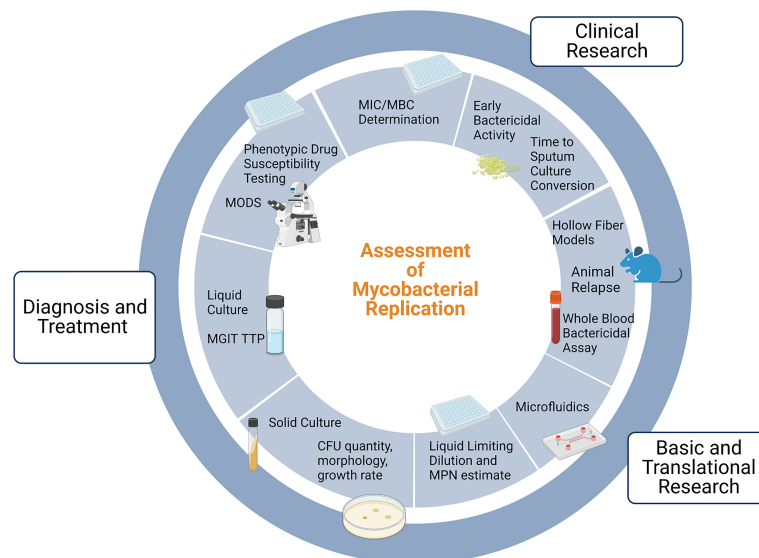 Clinical
Research
MIC/MBC
Determination
Early
Bactericidal
Activity
Time to
Sputum
Culture
Conversion
Phenotypic Drug
Susceptibility
Testing
MODS
Hollow Fiber
Models
Animal
Relapse
Whole Blood
Bactericidal
Assay
Assessment
of
Mycobacterial
Replication
Diagnosis and
Treatment
Liquid
Culture
MGIT TTP
Solid Culture
CFU quantity,
morphology,
growth rate
Liquid Limiting
Dilution and
MPN estimate
Microfluidics
Basic and
Translational
Research